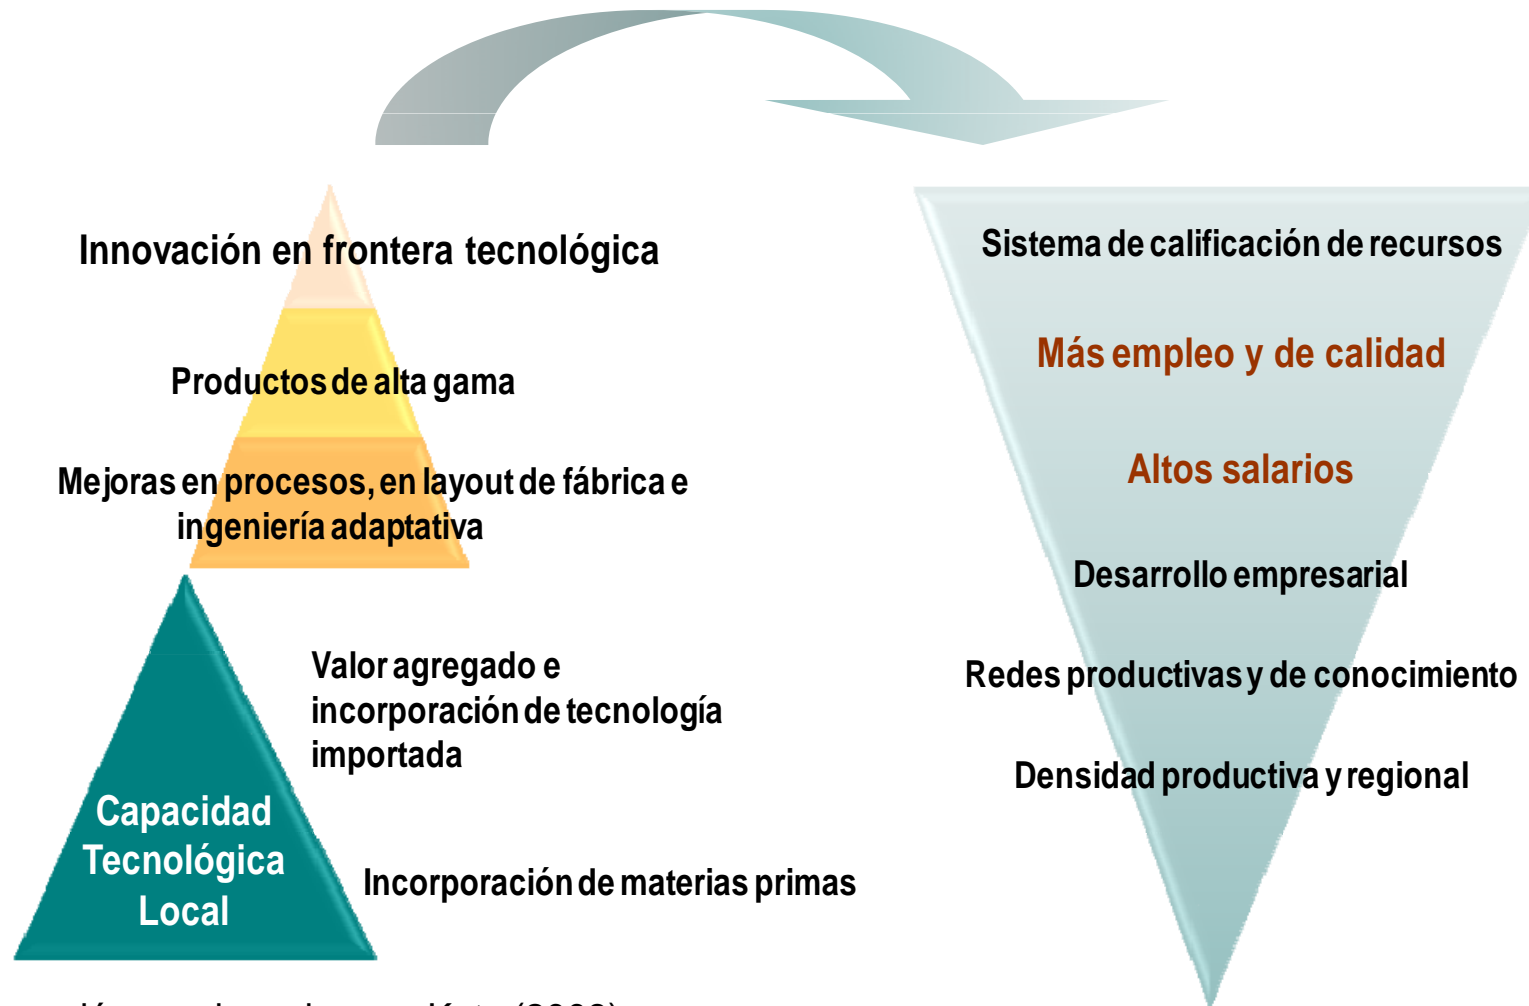 Innovación en frontera tecnológica
Productos de alta gama
Mejoras en procesos, en layout de fábrica e
ingeniería adaptativa
Valor agregado e
incorporación de tecnología
importada
Capacidad
Tecnológica
Local
Incorporación de materias primas
Sistema de calificación de recursos
Más empleo y de calidad
Altos salarios
Desarrollo empresarial
Redes productivas y de conocimiento
Densidad productiva y regional